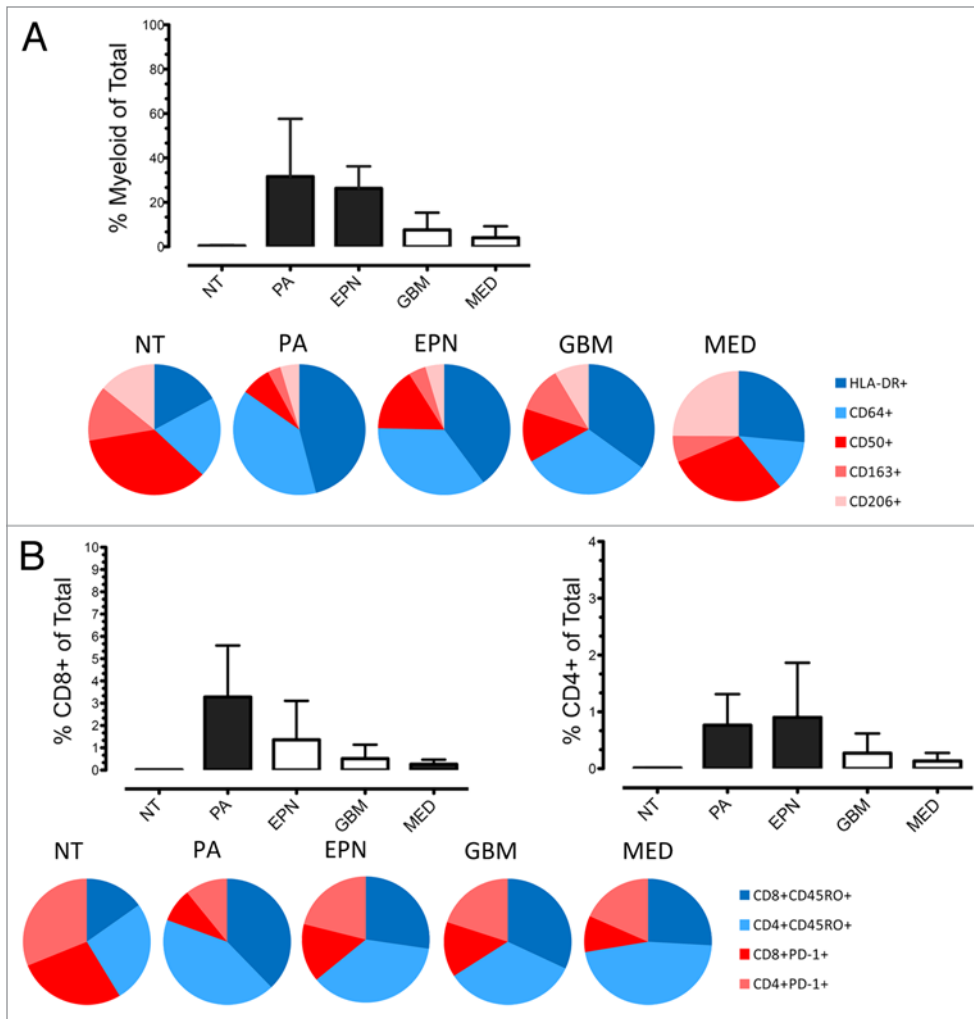 A
% Myeloid of Total
100
80
60
40
20
0
NT
PA
EPN
GBM
MED
NT
PA
EPN
GBM
MED
HLA-DR+
CD64+
CD50+
CD163+
CD206+
B
% CD8+ of Total
10
9
8
7
6
5
4
3
2
1
0
NT
PA
EPN
GBM
MED
% CD4+ of Total
4
3
2
1
0
NT
PA
EPN
GBM
MED
NT
PA
EPN
GBM
MED
CD8+CD45RO+
CD4+CD45RO+
CD8+PD-1+
CD4+PD-1+